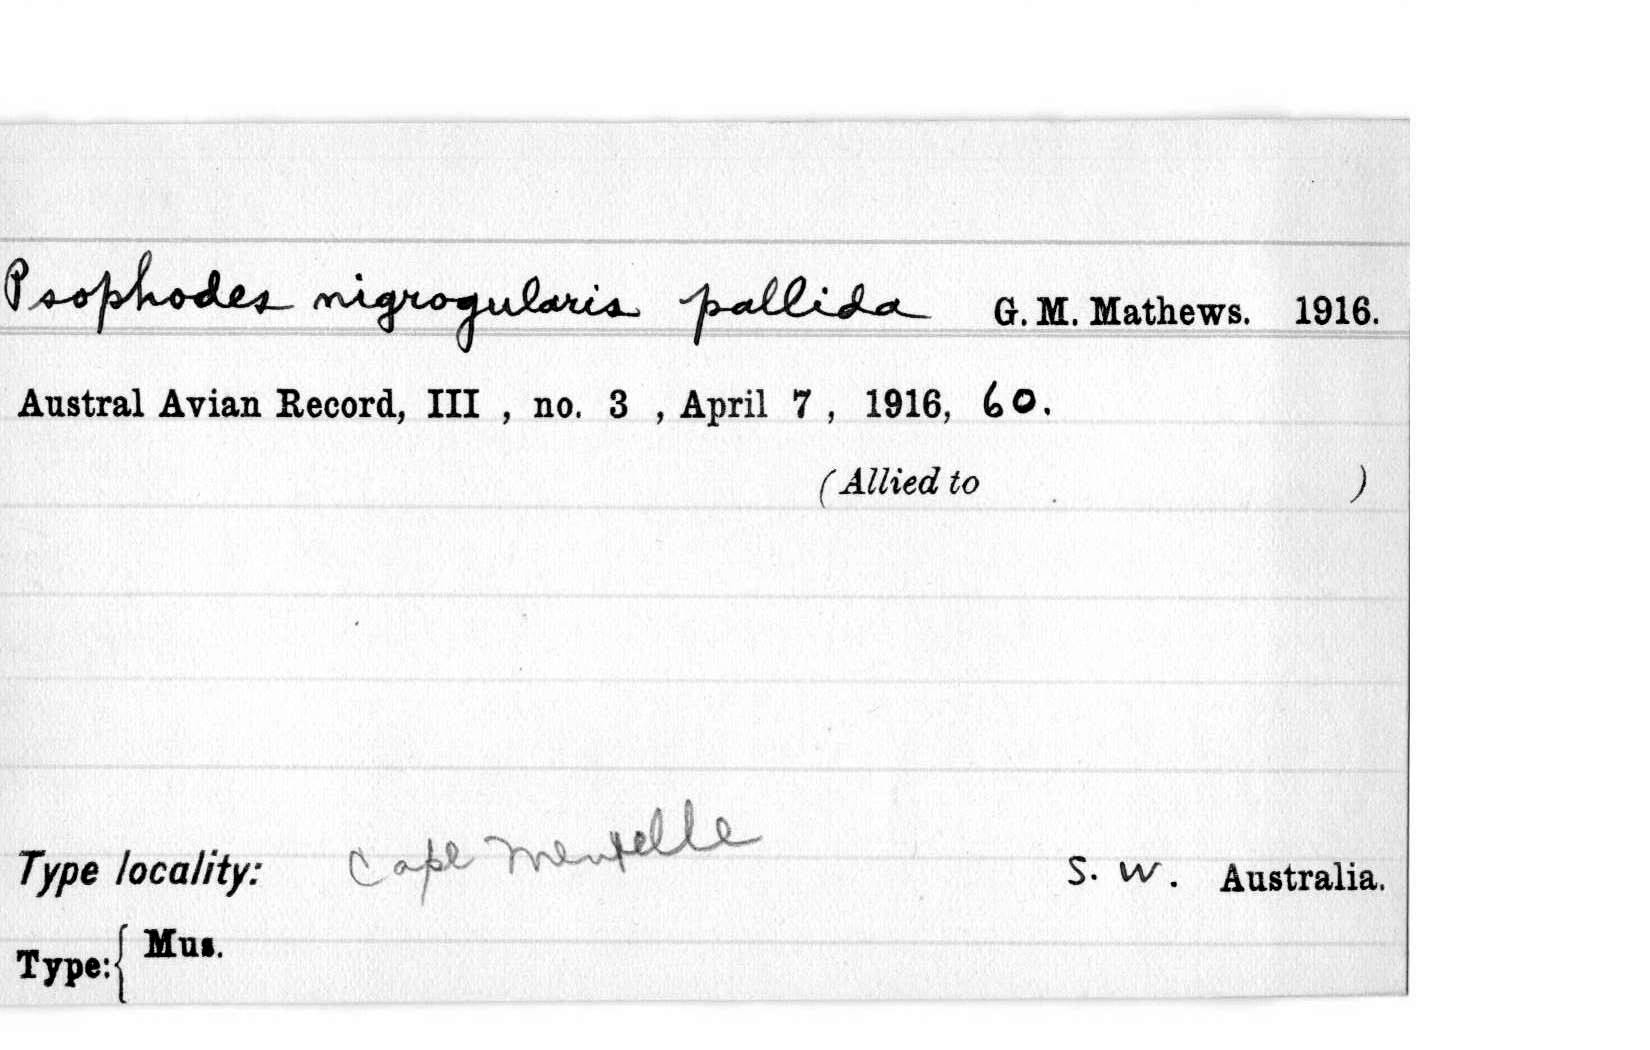 Psophodes nigrogularis pallida G. M. Mathews. 1916.
Austral Avian Record, III , no. 3 , April 7 , 1916, 60.
(Allied to )
Type locality: Cape Mentelle S. W. Australia.
Type: { Mus.